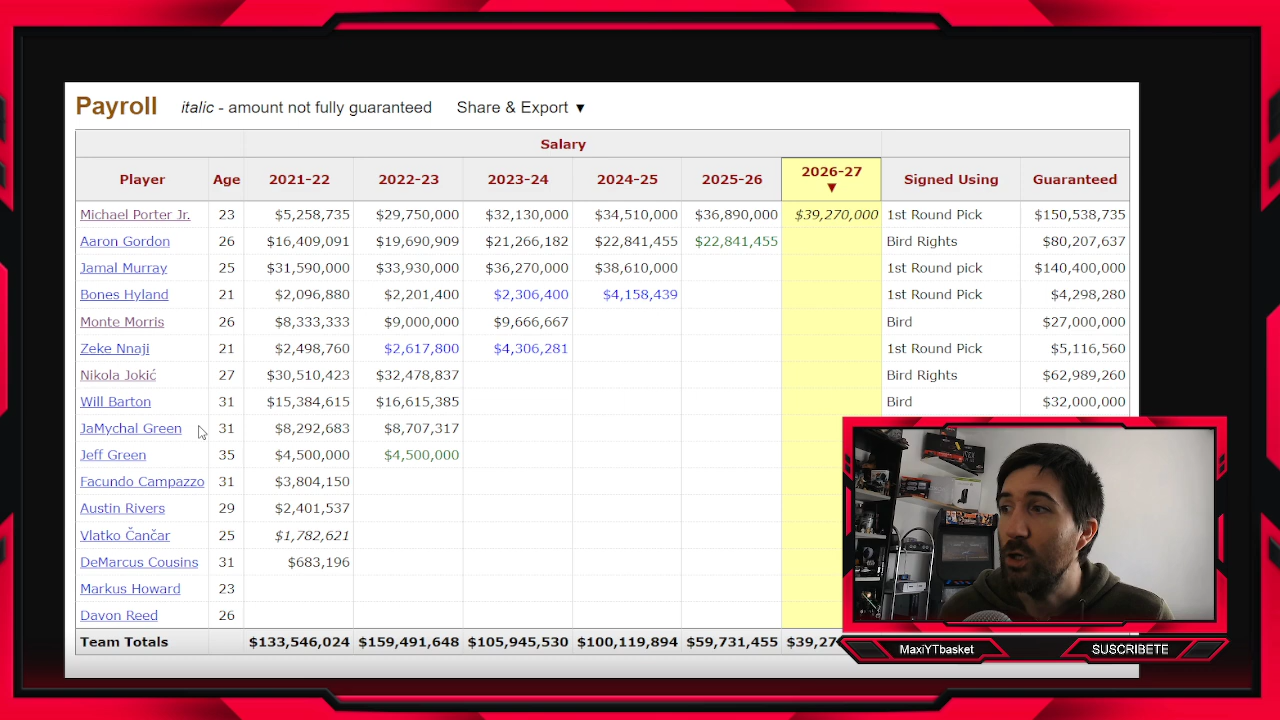 Payroll italic - amount not fully guaranteed Share & Export ▼
Salary
Player Age 2021-22 2022-23 2023-24 2024-25 2025-26 2026-27 ▼ Signed Using Guaranteed
Michael Porter Jr. 23 $5,258,735 $29,750,000 $32,130,000 $34,510,000 $36,890,000 $39,270,000 1st Round Pick $150,538,735
Aaron Gordon 26 $16,409,091 $19,690,909 $21,266,182 $22,841,455 $22,841,455 Bird Rights $80,207,637
Jamal Murray 25 $31,590,000 $33,930,000 $36,270,000 $38,610,000 1st Round pick $140,400,000
Bones Hyland 21 $2,096,880 $2,201,400 $2,306,400 $4,158,439 1st Round Pick $4,298,280
Monte Morris 26 $8,333,333 $9,000,000 $9,666,667 Bird $27,000,000
Zeke Nnaji 21 $2,498,760 $2,617,800 $4,306,281 1st Round Pick $5,116,560
Nikola Jokić 27 $30,510,423 $32,478,837 Bird Rights $62,989,260
Will Barton 31 $15,384,615 $16,615,385 Bird $32,000,000
JaMychal Green 31 $8,292,683 $8,707,317
Jeff Green 35 $4,500,000 $4,500,000
Facundo Campazzo 31 $3,804,150
Austin Rivers 29 $2,401,537
Vlatko Čančar 25 $1,782,621
DeMarcus Cousins 31 $683,196
Markus Howard 23
Davon Reed 26
Team Totals $133,546,024 $159,491,648 $105,945,530 $100,119,894 $59,731,455
MaxiYTbasket SUSCRIBETE